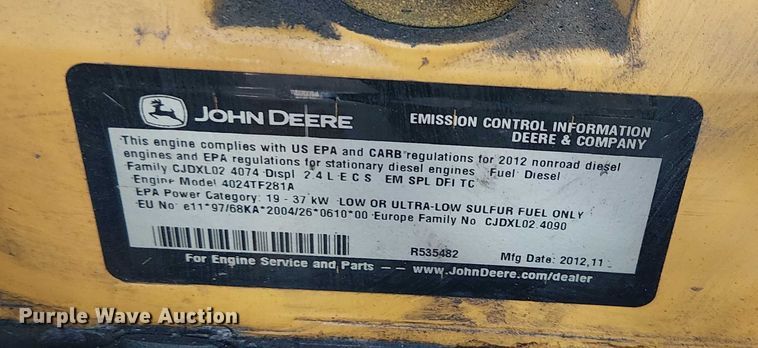 JOHN DEERE
EMISSION CONTROL INFORMATION
DEERE & COMPANY
This engine complies with US EPA and CARB regulations for 2012 nonroad diesel
engines and EPA regulations for stationary diesel engines Fuel Diesel
Family CJDXL02 4074 Displ 2.4 L E C S EM SPL DFI TC
Engine Model 4024TF281A
EPA Power Category: 19 - 37 kW LOW OR ULTRA-LOW SULFUR FUEL ONLY
EU No e11*97/68KA*2004/26*0610*00 Europe Family No CJDXL02 4090
R535482 Mfg Date: 2012,11
For Engine Service and Parts -- www.JohnDeere.com/dealer
Purple Wave Auction